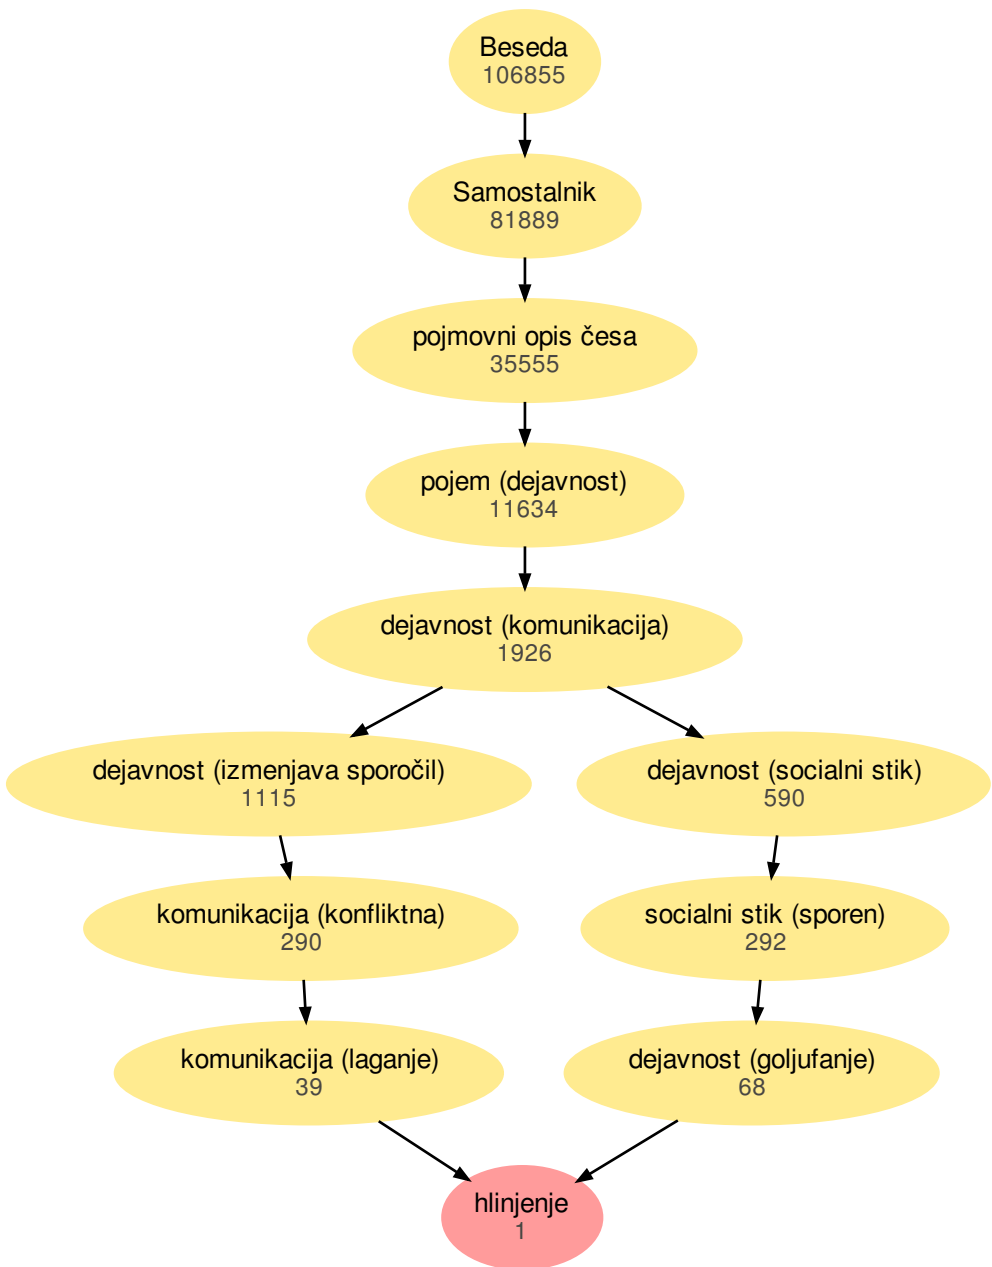 Beseda
106855
Samostalnik
81889
pojmovni opis česa
35555
pojem (dejavnost)
11634
dejavnost (komunikacija)
1926
dejavnost (izmenjava sporočil)
1115
dejavnost (socialni stik)
590
komunikacija (konfliktna)
290
socialni stik (sporen)
292
komunikacija (laganje)
39
dejavnost (goljufanje)
68
hlinjenje
1